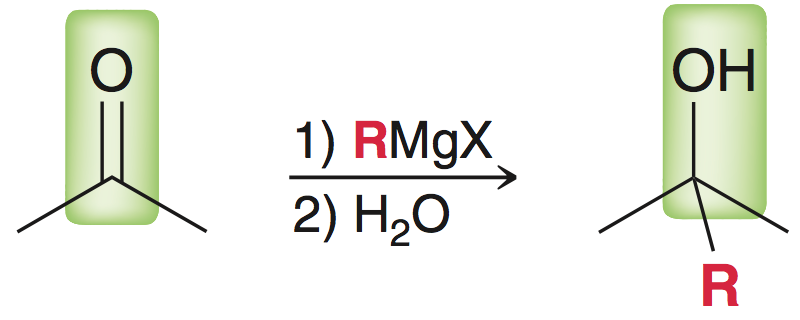 O
1) RMgX
2) H₂O
OH
R